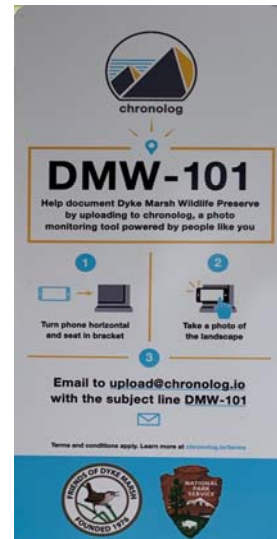 chronolog
DMW-101
Help document Dyke Marsh Wildlife Preserve
by uploading to chronolog, a photo
monitoring tool powered by people like you
1
Turn phone horizontal
and seat in bracket
2
Take a photo of
the landscape
3
Email to upload@chronolog.io
with the subject line DMW-101
Terms and conditions apply. Learn more at chronolog.io/terms
FRIENDS OF DYKE MARSH
FOUNDED 1976
NATIONAL
PARK
SERVICE